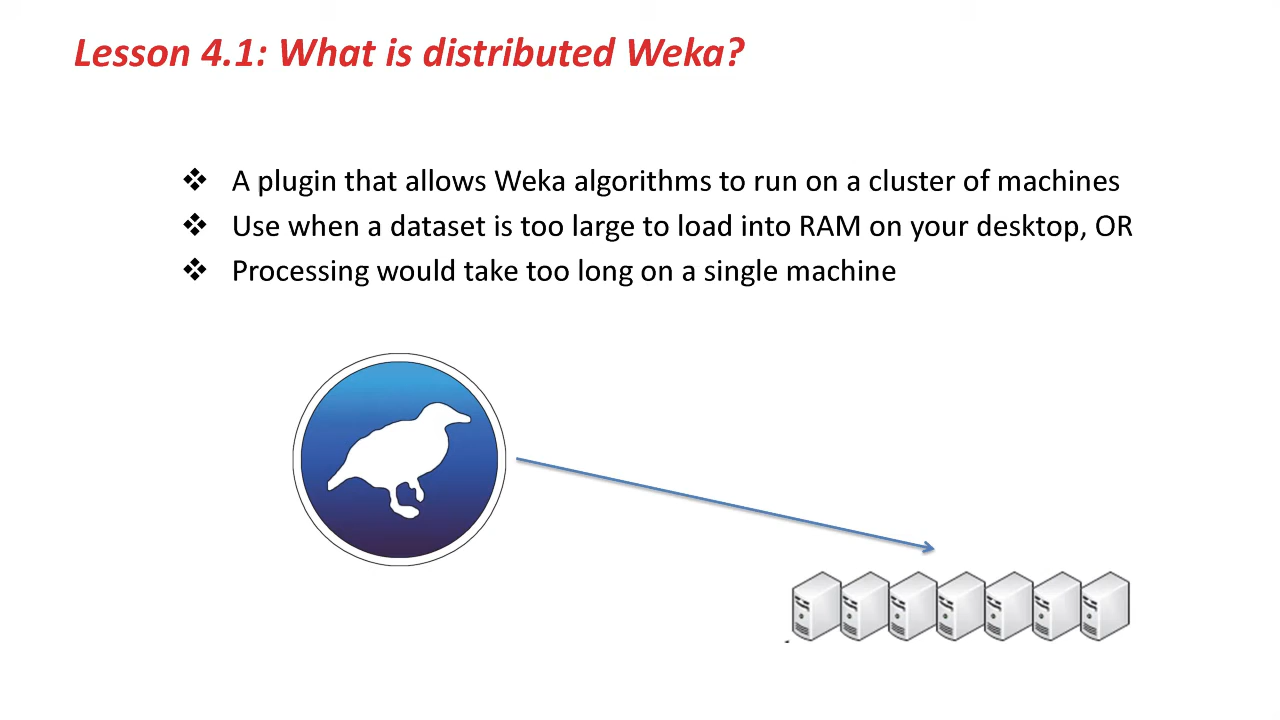 Lesson 4.1: What is distributed Weka?
❖ A plugin that allows Weka algorithms to run on a cluster of machines
❖ Use when a dataset is too large to load into RAM on your desktop, OR
❖ Processing would take too long on a single machine